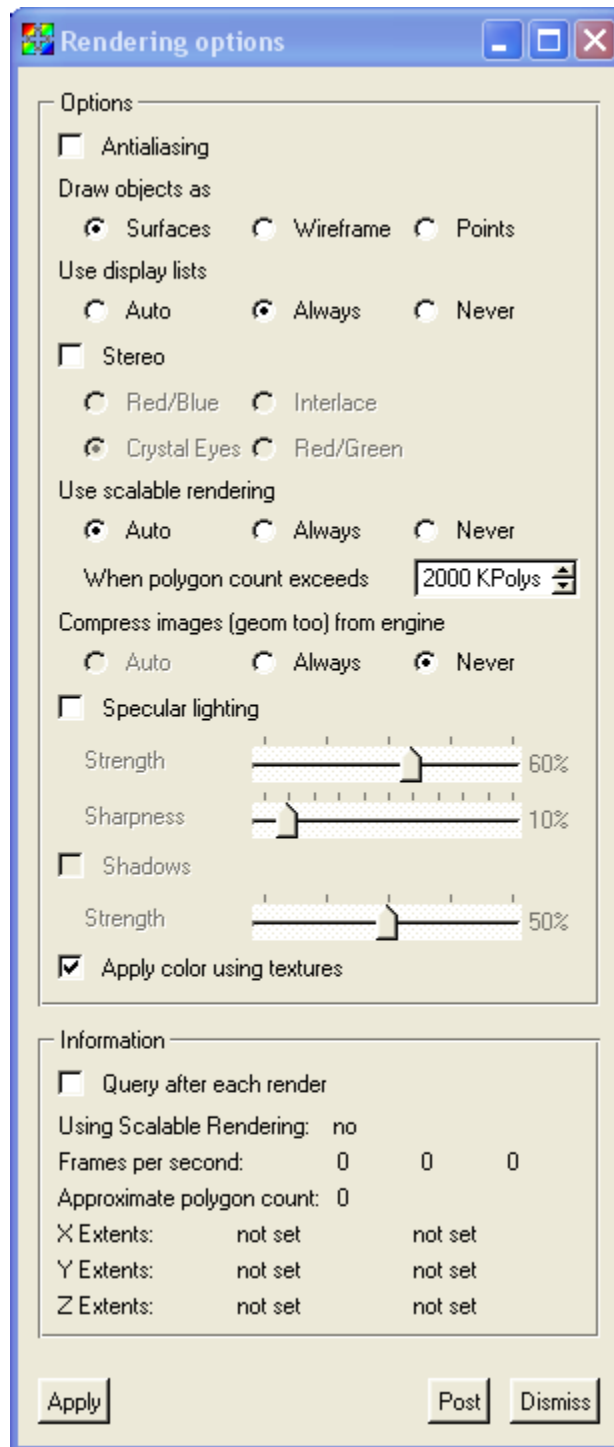 Rendering options
Options
Antialiasing
Draw objects as
Surfaces Wireframe Points
Use display lists
Auto Always Never
Stereo
Red/Blue Interlace
Crystal Eyes Red/Green
Use scalable rendering
Auto Always Never
When polygon count exceeds 2000 KPolys
Compress images (geom too) from engine
Auto Always Never
Specular lighting
Strength 60%
Sharpness 10%
Shadows
Strength 50%
Apply color using textures
Information
Query after each render
Using Scalable Rendering: no
Frames per second: 0 0 0
Approximate polygon count: 0
X Extents: not set not set
Y Extents: not set not set
Z Extents: not set not set
Apply Post Dismiss